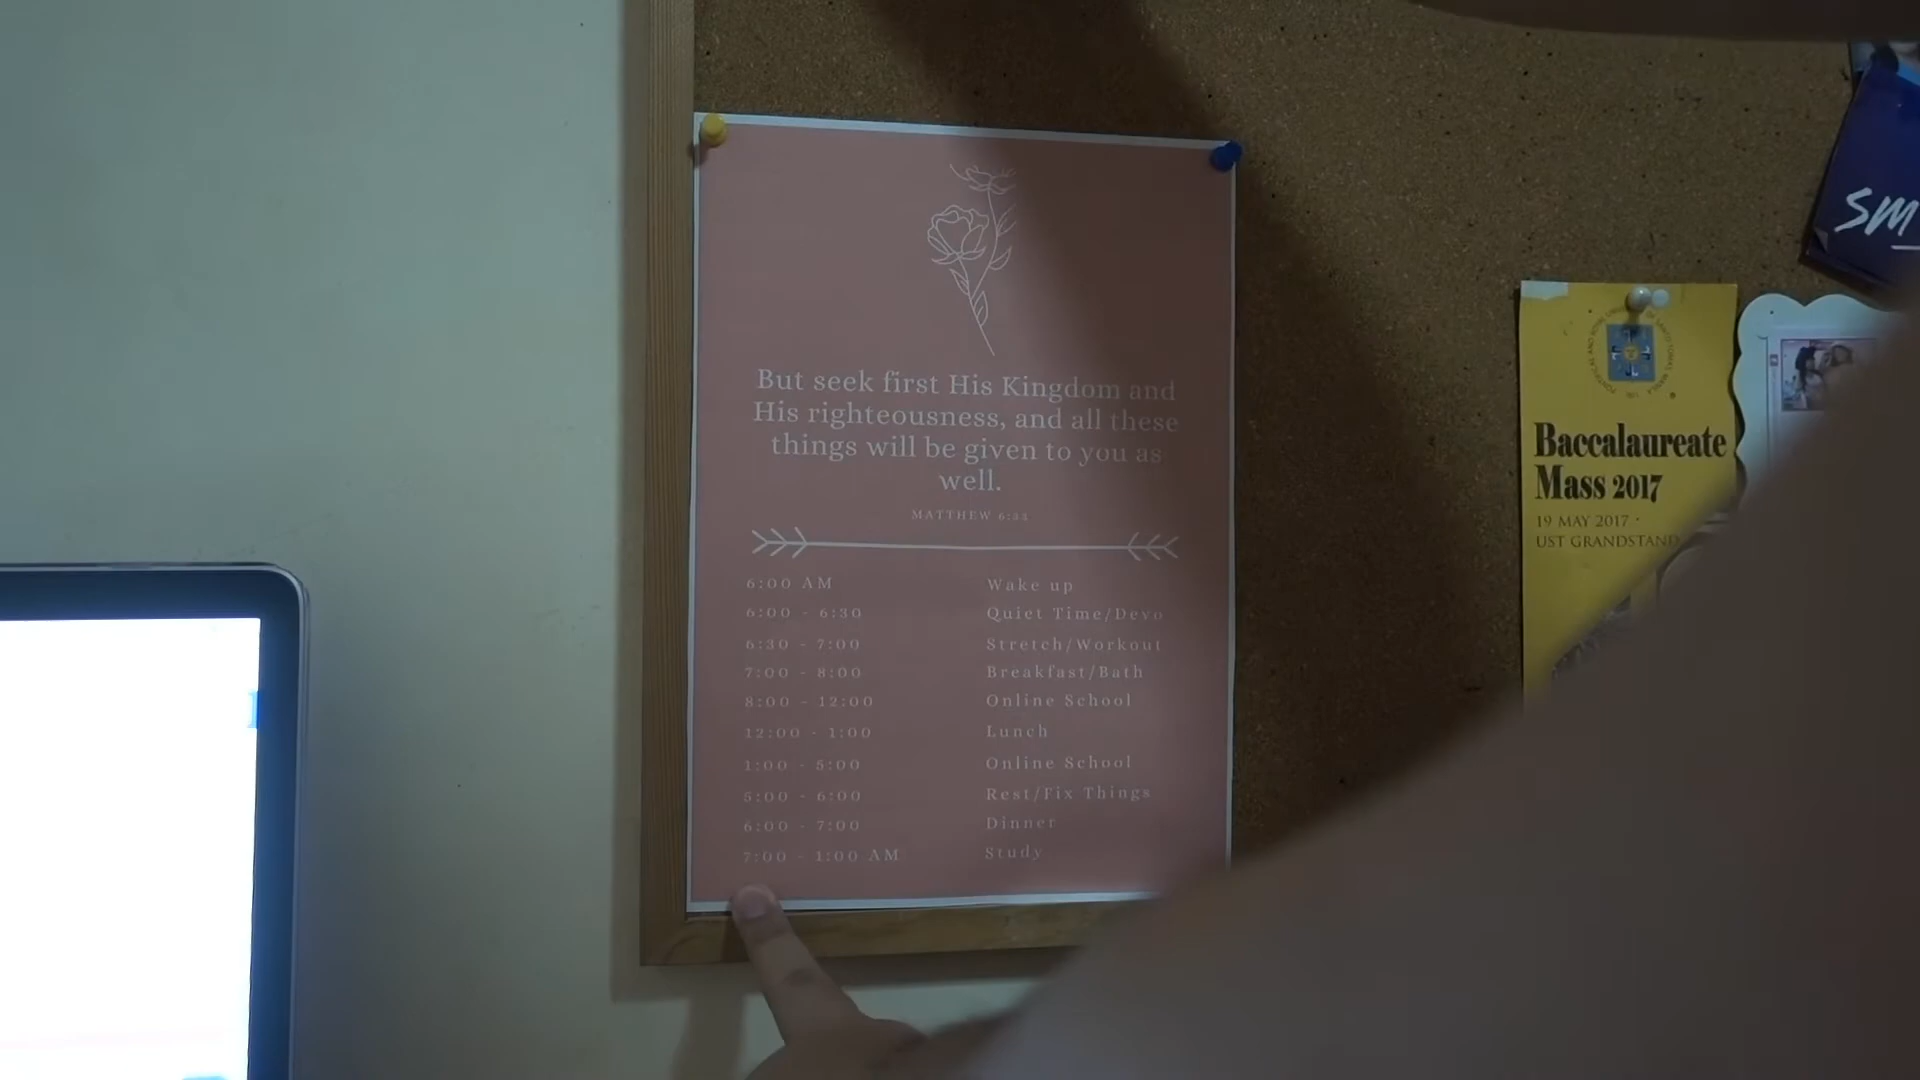 But seek first His Kingdom and
His righteousness, and all these
things will be given to you as
well.
MATTHEW 6:33
6:00 AM Wake up
6:00 - 6:30 Quiet Time/Devo
6:30 - 7:00 Stretch/Workout
7:00 - 8:00 Breakfast/Bath
8:00 - 12:00 Online School
12:00 - 1:00 Lunch
1:00 - 5:00 Online School
5:00 - 6:00 Rest/Fix Things
6:00 - 7:00 Dinner
7:00 - 1:00 AM Study
SM
Baccalaureate
Mass 2017
19 MAY 2017 ·
UST GRANDSTAND